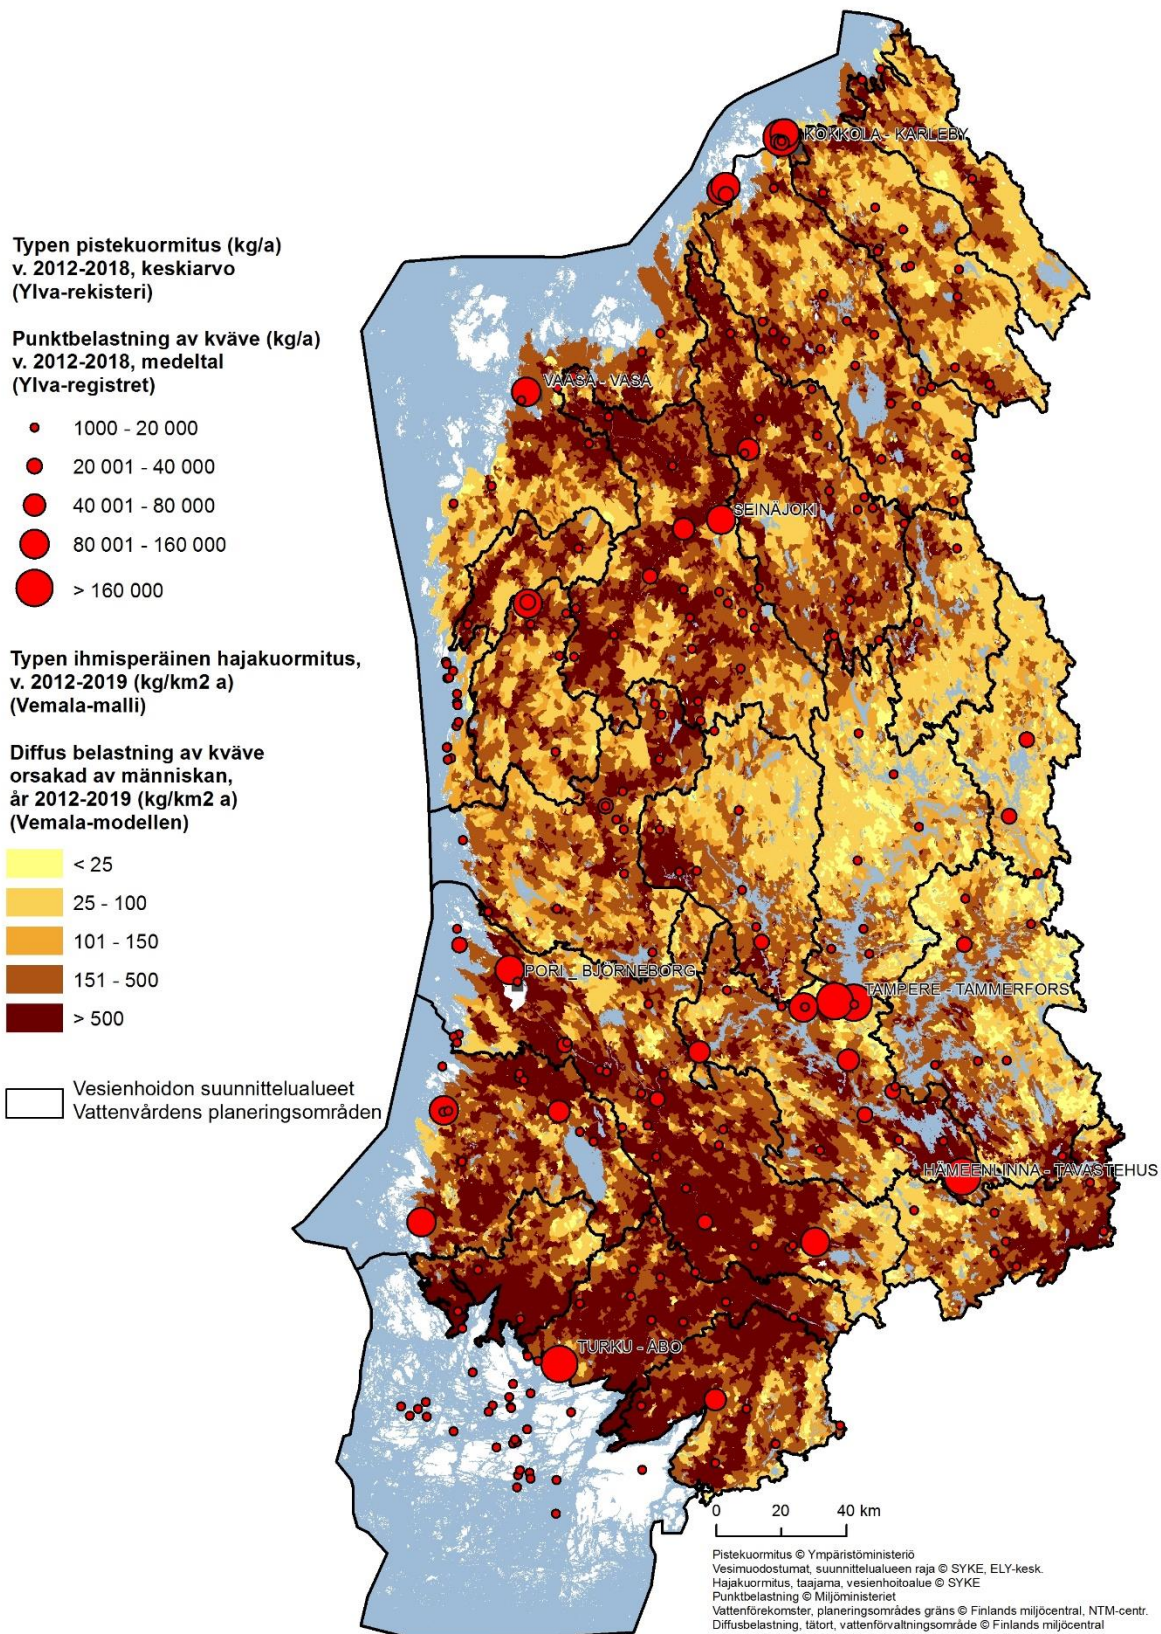 Typen pistekuormitus (kg/a)
v. 2012-2018, keskiarvo
(Ylva-rekisteri)
Punktbelastning av kväve (kg/a)
v. 2012-2018, medeltal
(Ylva-registret)
1000 - 20 000
20 001 - 40 000
40 001 - 80 000
80 001 - 160 000
> 160 000
Typen ihmisperäinen hajakuormitus,
v. 2012-2019 (kg/km2 a)
(Vemala-malli)
Diffus belastning av kväve
orsakad av människan,
år 2012-2019 (kg/km2 a)
(Vemala-modellen)
< 25
25 - 100
101 - 150
151 - 500
> 500
Vesienhoidon suunnittelualueet
Vattenvårdens planeringsområden
KOKKOLA - KARLEBY
VAASA - VASA
SEINÄJOKI
PORI _ BJÖRNEBORG
TAMPERE - TAMMERFORS
HÄMEENLINNA - TAVASTEHUS
TURKU - ÅBO
0 20 40 km
Pistekuormitus © Ympäristöministeriö
Vesimuodostumat, suunnittelualueen raja © SYKE, ELY-kesk.
Hajakuormitus, taajama, vesienhoitoalue © SYKE
Punktbelastning © Miljöministeriet
Vattenförekomster, planeringsområdes gräns © Finlands miljöcentral, NTM-centr.
Diffusbelastning, tätort, vattenförvaltningsområde © Finlands miljöcentral